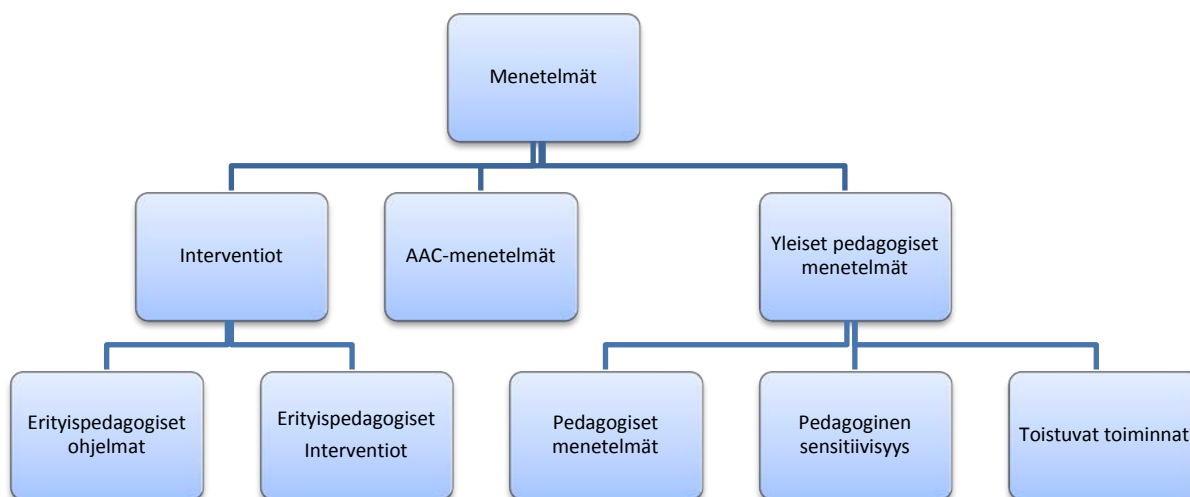 Menetelmät
Interventiot
AAC-menetelmät
Yleiset pedagogiset
menetelmät
Erityispedagogiset
ohjelmat
Erityispedagogiset
Interventiot
Pedagogiset
menetelmät
Pedagoginen
sensitiivisyys
Toistuvat toiminnat